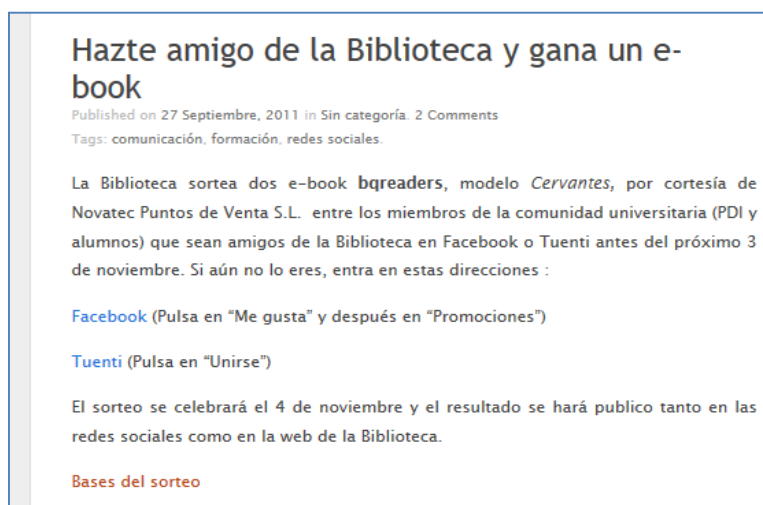 Hazte amigo de la Biblioteca y gana un e-
book
Published on 27 Septiembre, 2011 in Sin categoría. 2 Comments
Tags: comunicación, formación, redes sociales.
La Biblioteca sortea dos e-book bqreaders, modelo Cervantes, por cortesía de
Novatec Puntos de Venta S.L. entre los miembros de la comunidad universitaria (PDI y
alumnos) que sean amigos de la Biblioteca en Facebook o Tuenti antes del próximo 3
de noviembre. Si aún no lo eres, entra en estas direcciones :
Facebook (Pulsa en “Me gusta” y después en “Promociones”)
Tuenti (Pulsa en “Unirse”)
El sorteo se celebrará el 4 de noviembre y el resultado se hará publico tanto en las
redes sociales como en la web de la Biblioteca.
Bases del sorteo